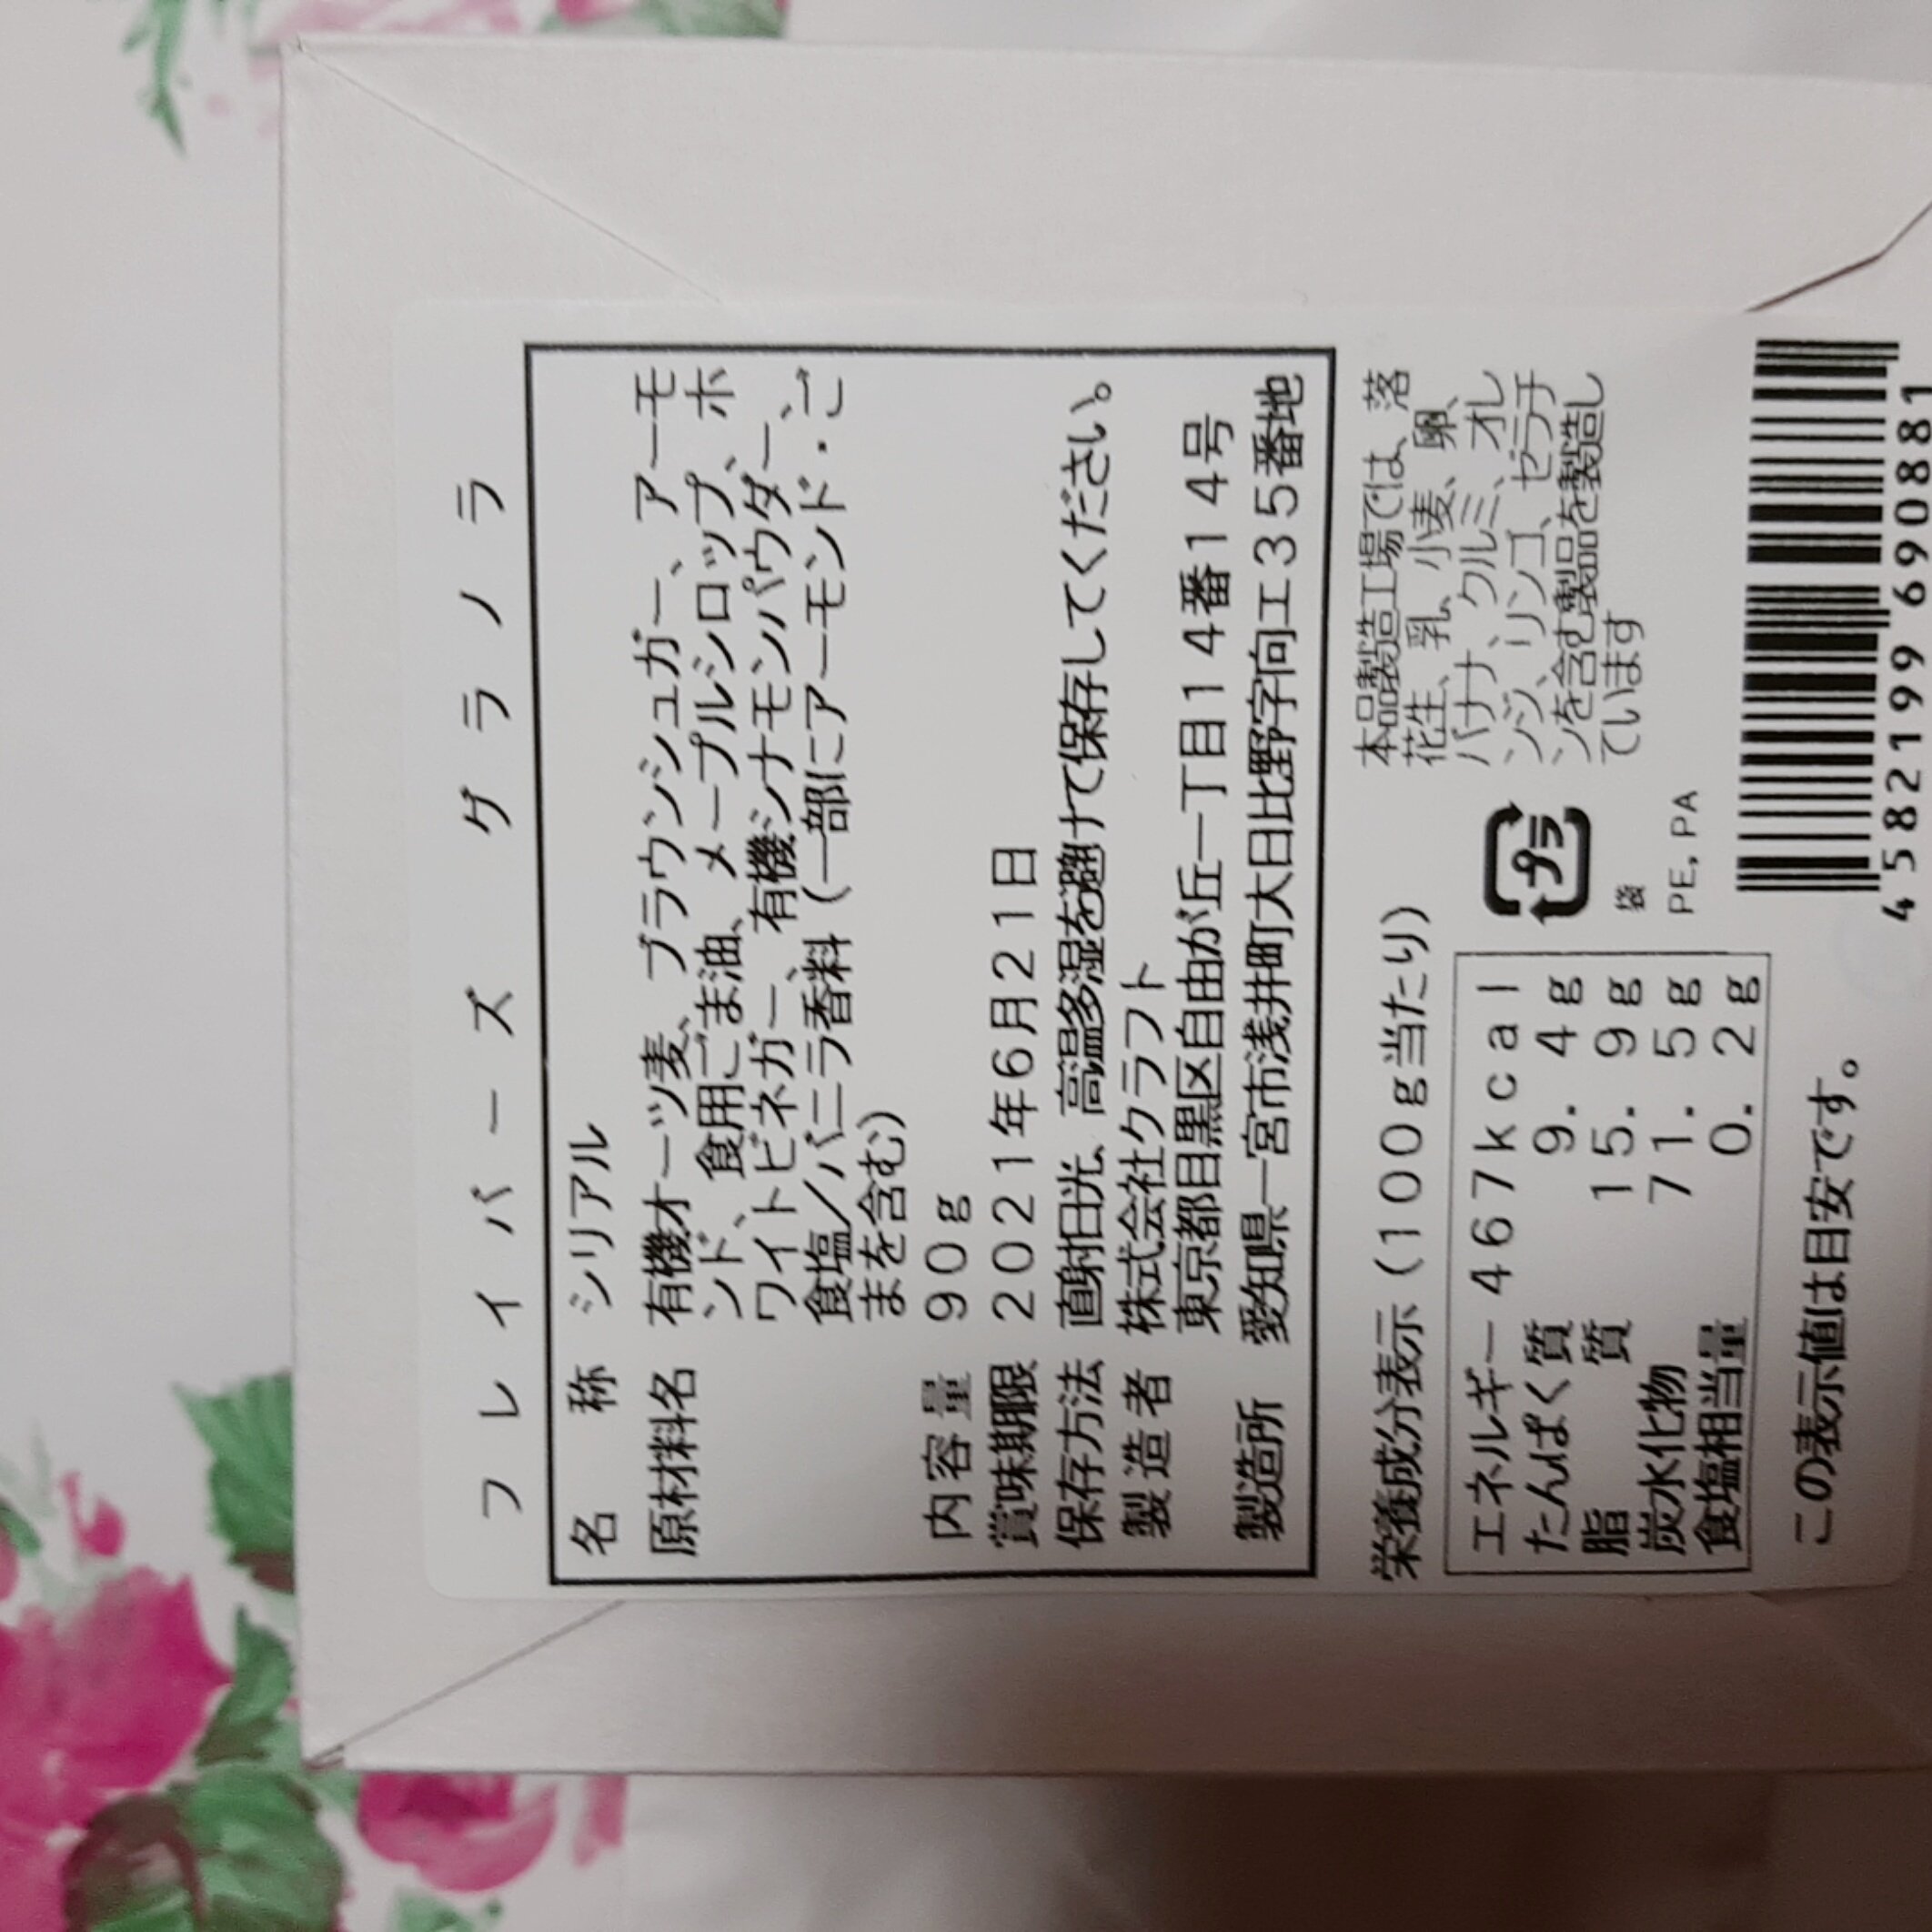 フレイバーズ グラノラ
名 称 シリアル
原材料名 有機オーツ麦、ブラウンシュガー、アーモ
ンド、食用ごま油、メープルシロップ、ホ
ワイトビネガー、有機シナモンパウダー、
食塩／バニラ香料（一部にアーモンド・ご
まを含む）
内容量 90g
賞味期限 2021年6月21日
保存方法 直射日光、高温多湿を避けて保存してください。
製造者 株式会社クラフト
東京都目黒区自由が丘一丁目14番14号
製造所 愛知県一宮市浅井町大日比野字向エ35番地
栄養成分表示（100g当たり）
エネルギー 467kcal
たんぱく質 9.4g
脂質 15.9g
炭水化物 71.5g
食塩相当量 0.2g
この表示値は目安です。
プラ
袋
PE, PA
本品製造工場では、落
花生、乳、小麦、卵、
バナナ、クルミ、オレ
ンジ、リンゴ、ゼラチ
ンを含む製品を製造し
ています
4 582199 690881